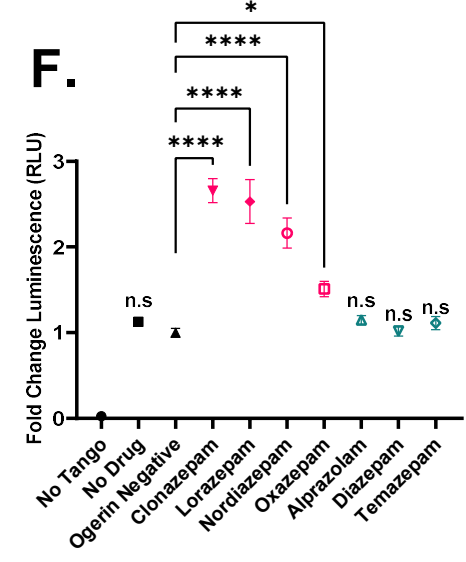 *
****
F.
****
****
Fold Change Luminescence (RLU)
3
2
1
0
n.s
n.s
n.s
n.s
No Tango
No Drug
Ogerin Negative
Clonazepam
Lorazepam
Nordiazepam
Oxazepam
Alprazolam
Diazepam
Temazepam